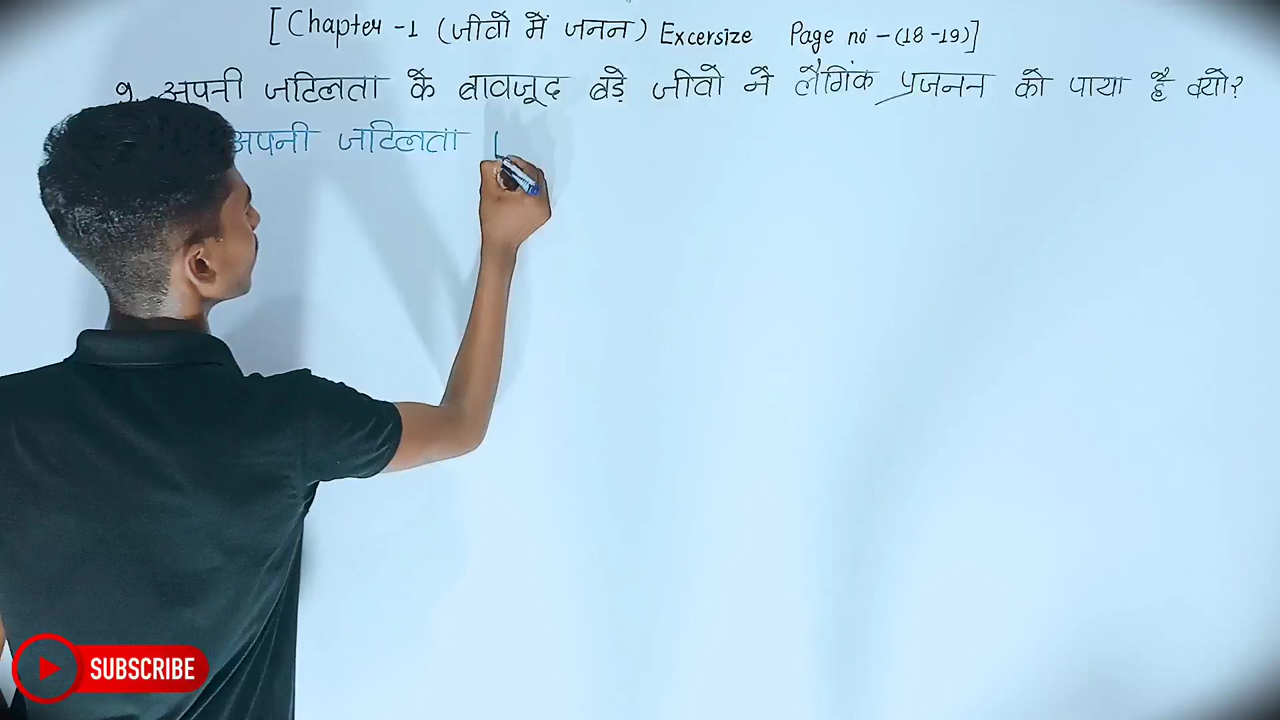 [Chapter -1 (जीवो में जनन) Excersize Page no - (18-19)]
9. अपनी जटिलता के बावजूद बड़े जीवो ने लैगिंक प्रजनन को पाया है क्यो?
अपनी जटिलता
SUBSCRIBE